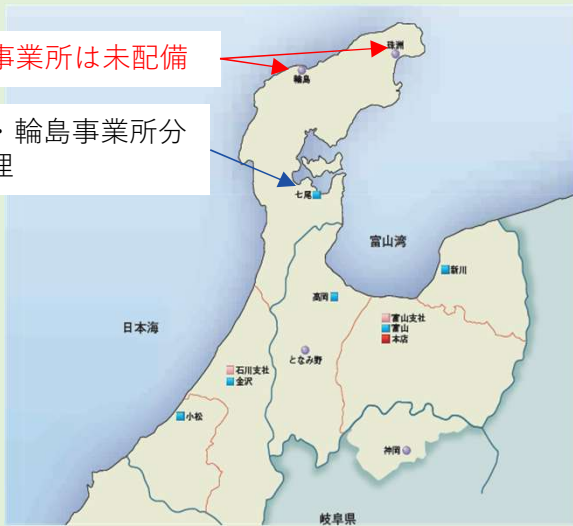 事業所は未配備
珠洲
輪島
・輪島事業所分
理
七尾
富山湾
新川
高岡
富山支社
富山
本店
日本海
となみ野
石川支社
金沢
小松
神岡
岐阜県